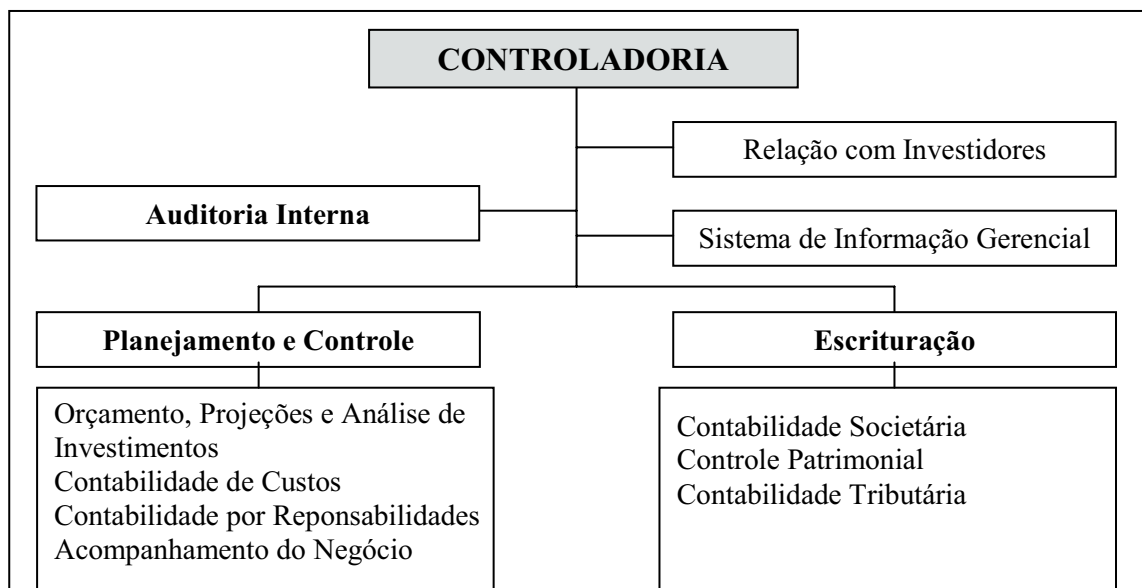 CONTROLADORIA
Relação com Investidores
Auditoria Interna
Sistema de Informação Gerencial
Planejamento e Controle
Escrituração
Orçamento, Projeções e Análise de
Investimentos
Contabilidade de Custos
Contabilidade por Reponsabilidades
Acompanhamento do Negócio
Contabilidade Societária
Controle Patrimonial
Contabilidade Tributária